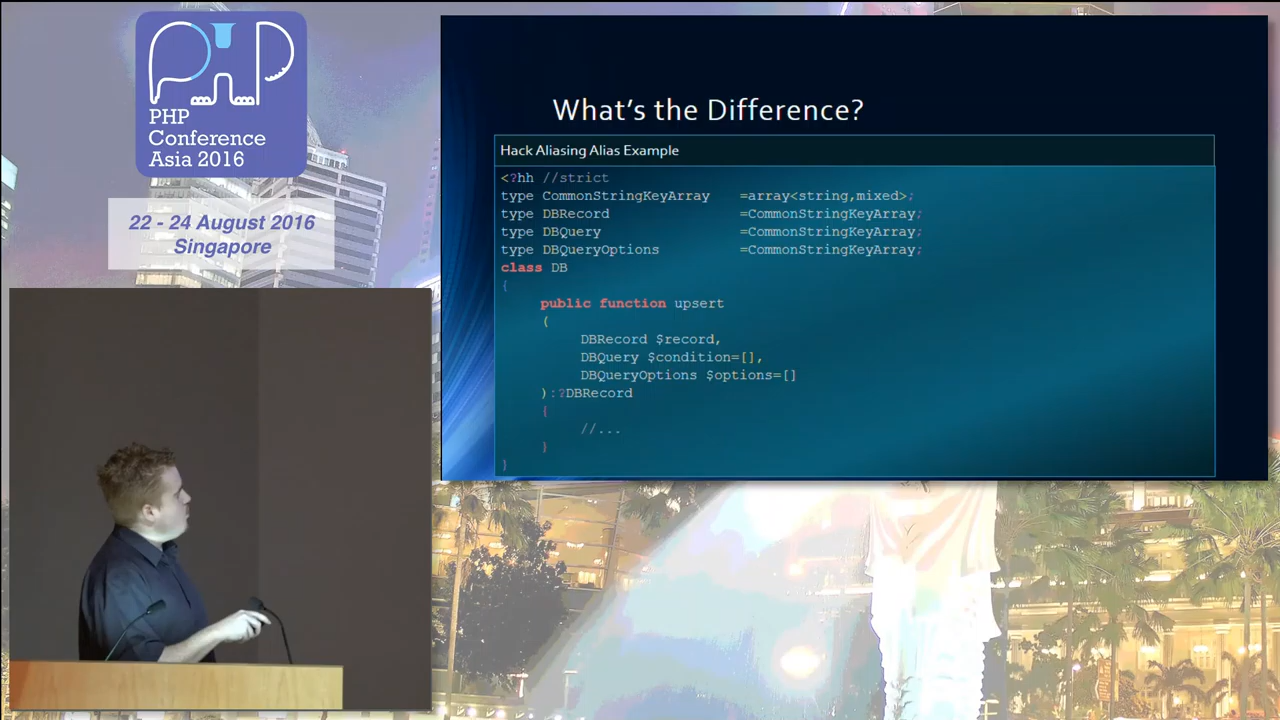 PHP
PHP
Conference
Asia 2016
22 - 24 August 2016
Singapore
What's the Difference?
Hack Aliasing Alias Example
<?hh //strict
type CommonStringKeyArray =array<string,mixed>;
type DBRecord =CommonStringKeyArray;
type DBQuery =CommonStringKeyArray;
type DBQueryOptions =CommonStringKeyArray;
class DB
{
public function upsert
(
DBRecord $record,
DBQuery $condition=[],
DBQueryOptions $options=[]
):?DBRecord
{
//...
}
}